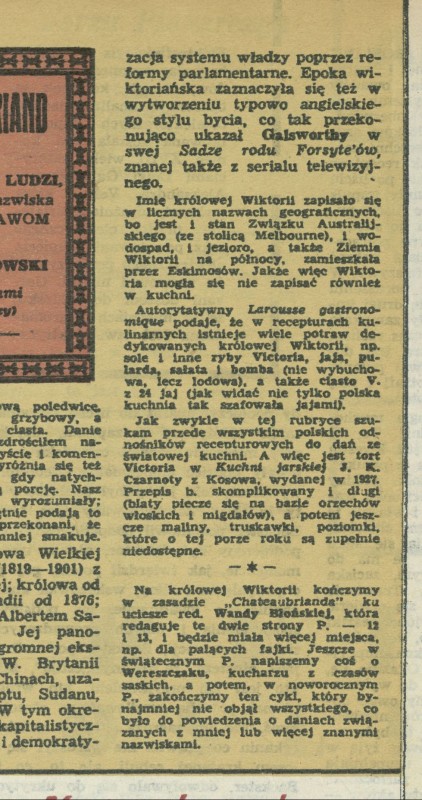 RIAND
LUDZI,
zwiska
AWOM
OWSKI
ami
cy)
ową poledwicę,
grzybowy, a
ciasta. Danie
zdrościłem na-
yście i komen-
yróżnia się też
gdy natych-
porcję. Nasz
wyrozumiały;
ętnie podają to
przekonani, że
mniej smakuje.
owa Wielkiej
(1819—1901) z
ej; królowa od
ndii od 1876;
Albertem Sa-
Jej pano-
gromnej eks-
W. Brytanii
Chinach, uza-
ptu, Sudanu,
W tym okre-
kapitalistycz-
i demokraty-
zacja systemu władzy poprzez re-
formy parlamentarne. Epoka wi-
ktoriańska zaznaczyła się też w
wytworzeniu typowo angielskie-
go stylu bycia, co tak przeko-
nująco ukazał Galsworthy w
swej Sadze rodu Forsyte'ów,
znanej także z serialu telewizyj-
nego.
Imię królowej Wiktorii zapisało się
w licznych nazwach geograficznych,
bo jest i stan Związku Australij-
skiego (ze stolicą Melbourne), i wo-
dospad, i jezioro, a także Ziemia
Wiktorii na północy, zamieszkała
przez Eskimosów. Jakże więc Wikto-
ria mogła się nie zapisać również
w kuchni.
Autorytatywny Larousse gastrono-
mique podaje, że w recepturach ku-
linarnych istnieje wiele potraw de-
dykowanych królowej Wiktorii, np.
sole i inne ryby Victoria, jaja, pu-
larda, sałata i bomba (nie wybucho-
wa, lecz lodowa), a także ciasto V.
z 24 jaj (jak widać nie tylko polska
kuchnia tak szafowała jajami).
Jak zwykle w tej rubryce szu-
kam przede wszystkim polskich od-
nośników recepturowych do dań ze
światowej kuchni. A więc jest tort
Victoria w Kuchni jarskiej J. K.
Czarnoty z Kosowa, wydanej w 1927.
Przepis b. skomplikowany i długi
(blaty piecze się na bazie orzechów
włoskich i migdałów), a potem jesz-
cze maliny, truskawki, poziomki,
które o tej porze roku są zupełnie
niedostępne.
— * —
Na królowej Wiktorii kończymy
w zasadzie „Chateaubrianda” ku
uciesze red. Wandy Błońskiej, która
redaguje te dwie strony P. — 12
i 13, i będzie miała więcej miejsca,
np. dla palących fajki. Jeszcze w
świątecznym P. napiszemy coś o
Wereszczaku, kucharzu z czasów
saskich, a potem, w noworocznym
P., zakończymy ten cykl, który by-
najmniej nie objął wszystkiego, co
było do powiedzenia o daniach zwią-
zanych z mniej lub więcej znanymi
nazwiskami.